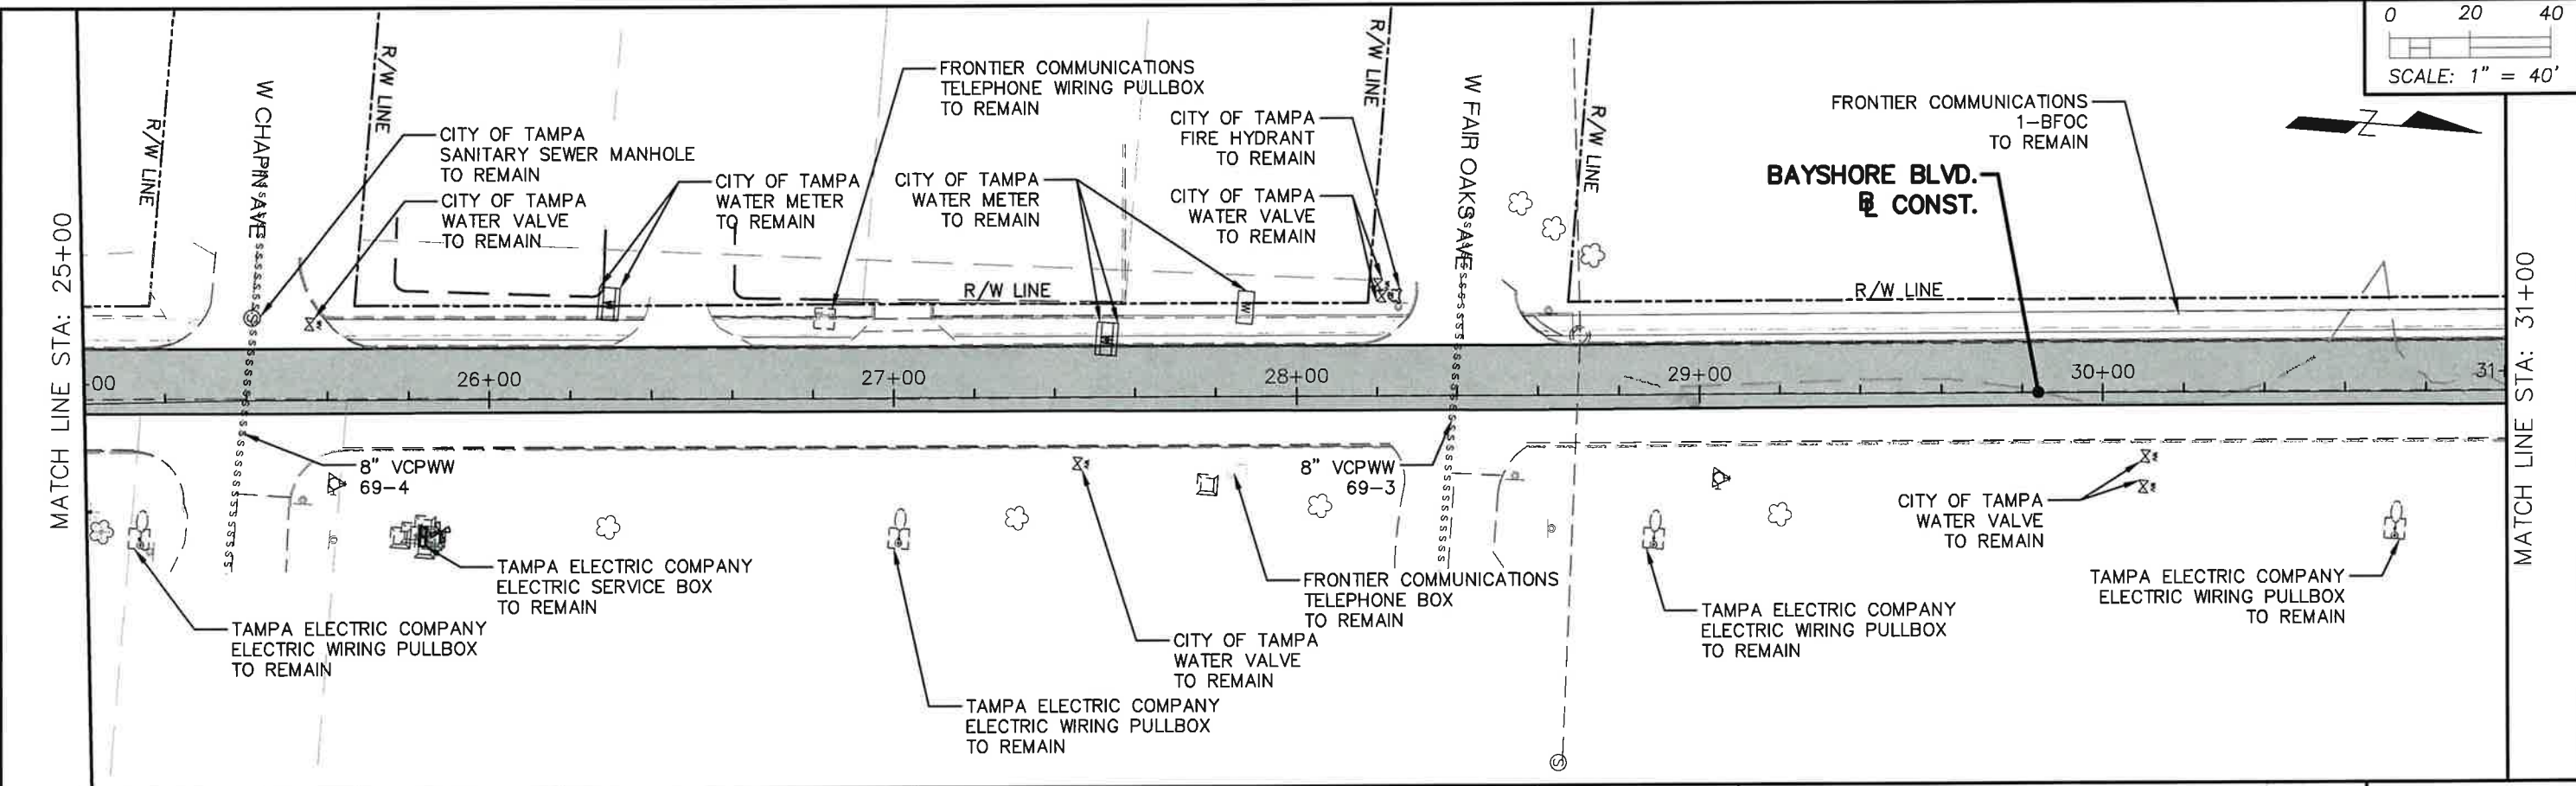 0 20 40
SCALE: 1" = 40'
MATCH LINE STA: 25+00
R/W LINE
W CHAPIN AVE
R/W LINE
CITY OF TAMPA
SANITARY SEWER MANHOLE
TO REMAIN
CITY OF TAMPA
WATER VALVE
TO REMAIN
CITY OF TAMPA
WATER METER
TO REMAIN
FRONTIER COMMUNICATIONS
TELEPHONE WIRING PULLBOX
TO REMAIN
CITY OF TAMPA
WATER METER
TO REMAIN
R/W LINE
CITY OF TAMPA
FIRE HYDRANT
TO REMAIN
CITY OF TAMPA
WATER VALVE
TO REMAIN
R/W LINE
W FAIR OAKS AVE
R/W LINE
FRONTIER COMMUNICATIONS
1-BFOC
TO REMAIN
BAYSHORE BLVD.
BL CONST.
R/W LINE
Z
W
W
W
S
-00
26+00
27+00
28+00
29+00
30+00
31+
8" VCPWW
69-4
8" VCPWW
69-3
TAMPA ELECTRIC COMPANY
ELECTRIC WIRING PULLBOX
TO REMAIN
TAMPA ELECTRIC COMPANY
ELECTRIC SERVICE BOX
TO REMAIN
TAMPA ELECTRIC COMPANY
ELECTRIC WIRING PULLBOX
TO REMAIN
CITY OF TAMPA
WATER VALVE
TO REMAIN
FRONTIER COMMUNICATIONS
TELEPHONE BOX
TO REMAIN
TAMPA ELECTRIC COMPANY
ELECTRIC WIRING PULLBOX
TO REMAIN
CITY OF TAMPA
WATER VALVE
TO REMAIN
TAMPA ELECTRIC COMPANY
ELECTRIC WIRING PULLBOX
TO REMAIN
S
MATCH LINE STA: 31+00